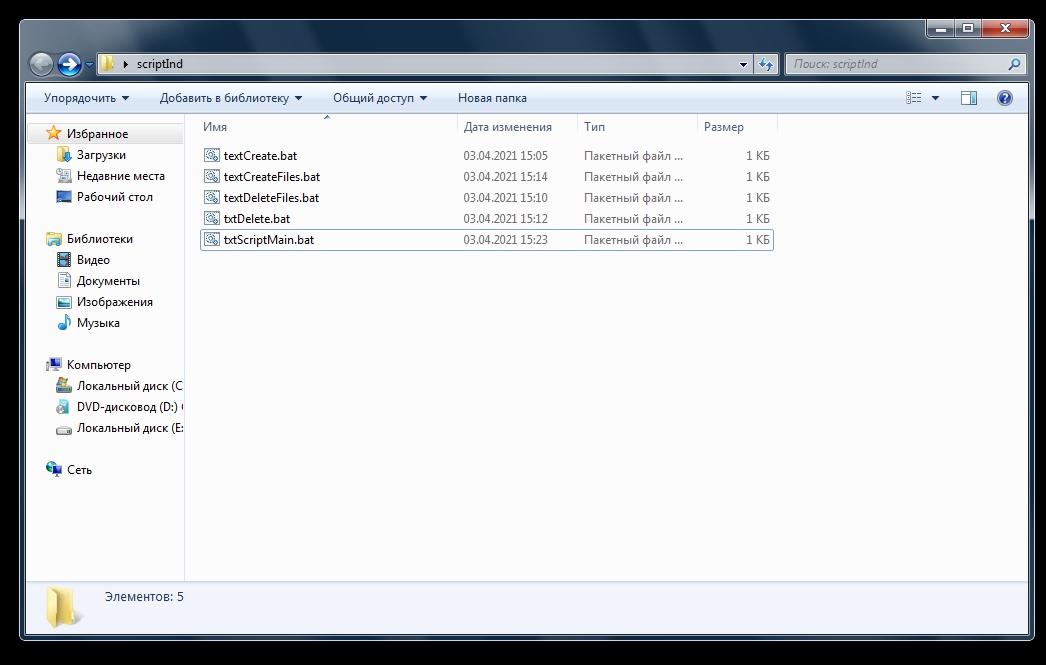 scriptInd
Поиск: scriptInd
Упорядочить Добавить в библиотеку Общий доступ Новая папка
Имя Дата изменения Тип Размер
textCreate.bat 03.04.2021 15:05 Пакетный файл ... 1 КБ
textCreateFiles.bat 03.04.2021 15:14 Пакетный файл ... 1 КБ
textDeleteFiles.bat 03.04.2021 15:10 Пакетный файл ... 1 КБ
txtDelete.bat 03.04.2021 15:12 Пакетный файл ... 1 КБ
txtScriptMain.bat 03.04.2021 15:23 Пакетный файл ... 1 КБ
Избранное
Загрузки
Недавние места
Рабочий стол
Библиотеки
Видео
Документы
Изображения
Музыка
Компьютер
Локальный диск (C
DVD-дисковод (D:)
Локальный диск (E:
Сеть
Элементов: 5